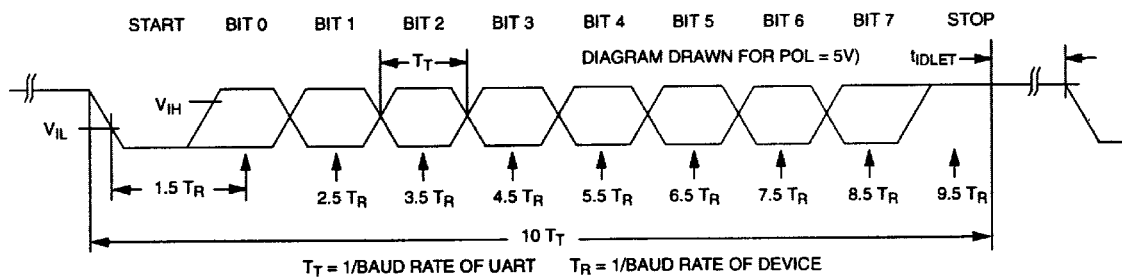 START BIT 0 BIT 1 BIT 2 BIT 3 BIT 4 BIT 5 BIT 6 BIT 7 STOP
T_T DIAGRAM DRAWN FOR POL = 5V) t_IDLET
V_IH
V_IL
1.5 T_R 2.5 T_R 3.5 T_R 4.5 T_R 5.5 T_R 6.5 T_R 7.5 T_R 8.5 T_R 9.5 T_R
10 T_T
T_T = 1/BAUD RATE OF UART T_R = 1/BAUD RATE OF DEVICE